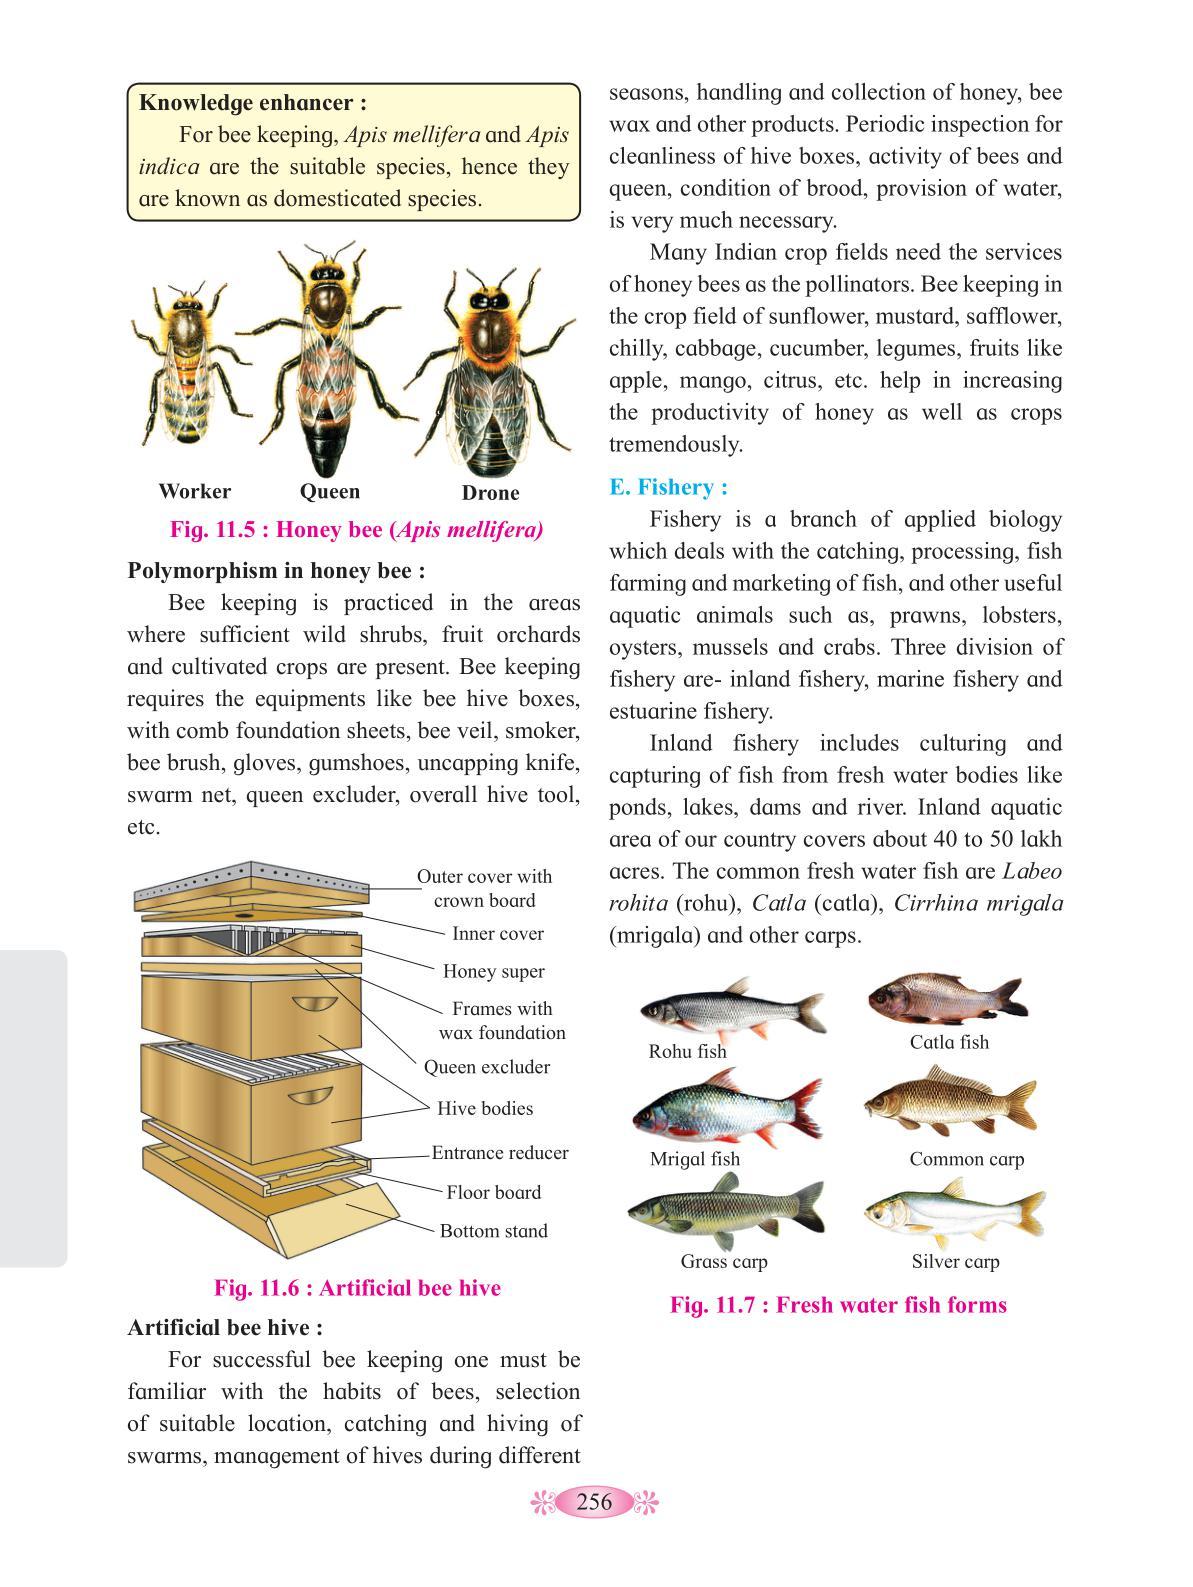 Knowledge enhancer :
For bee keeping, Apis mellifera and Apis
indica are the suitable species, hence they
are known as domesticated species.
Worker
Queen
Drone
Fig. 11.5 : Honey bee (Apis mellifera)
Polymorphism in honey bee :
Bee keeping is practiced in the areas
where sufficient wild shrubs, fruit orchards
and cultivated crops are present. Bee keeping
requires the equipments like bee hive boxes,
with comb foundation sheets, bee veil, smoker,
bee brush, gloves, gumshoes, uncapping knife,
swarm net, queen excluder, overall hive tool,
etc.
Outer cover with
crown board
Inner cover
Honey super
Frames with
wax foundation
Queen excluder
Hive bodies
Entrance reducer
Floor board
Bottom stand
Fig. 11.6 : Artificial bee hive
Artificial bee hive :
For successful bee keeping one must be
familiar with the habits of bees, selection
of suitable location, catching and hiving of
swarms, management of hives during different
seasons, handling and collection of honey, bee
wax and other products. Periodic inspection for
cleanliness of hive boxes, activity of bees and
queen, condition of brood, provision of water,
is very much necessary.
Many Indian crop fields need the services
of honey bees as the pollinators. Bee keeping in
the crop field of sunflower, mustard, safflower,
chilly, cabbage, cucumber, legumes, fruits like
apple, mango, citrus, etc. help in increasing
the productivity of honey as well as crops
tremendously.
E. Fishery :
Fishery is a branch of applied biology
which deals with the catching, processing, fish
farming and marketing of fish, and other useful
aquatic animals such as, prawns, lobsters,
oysters, mussels and crabs. Three division of
fishery are- inland fishery, marine fishery and
estuarine fishery.
Inland fishery includes culturing and
capturing of fish from fresh water bodies like
ponds, lakes, dams and river. Inland aquatic
area of our country covers about 40 to 50 lakh
acres. The common fresh water fish are Labeo
rohita (rohu), Catla (catla), Cirrhina mrigala
(mrigala) and other carps.
Rohu fish
Catla fish
Mrigal fish
Common carp
Grass carp
Silver carp
Fig. 11.7 : Fresh water fish forms
256